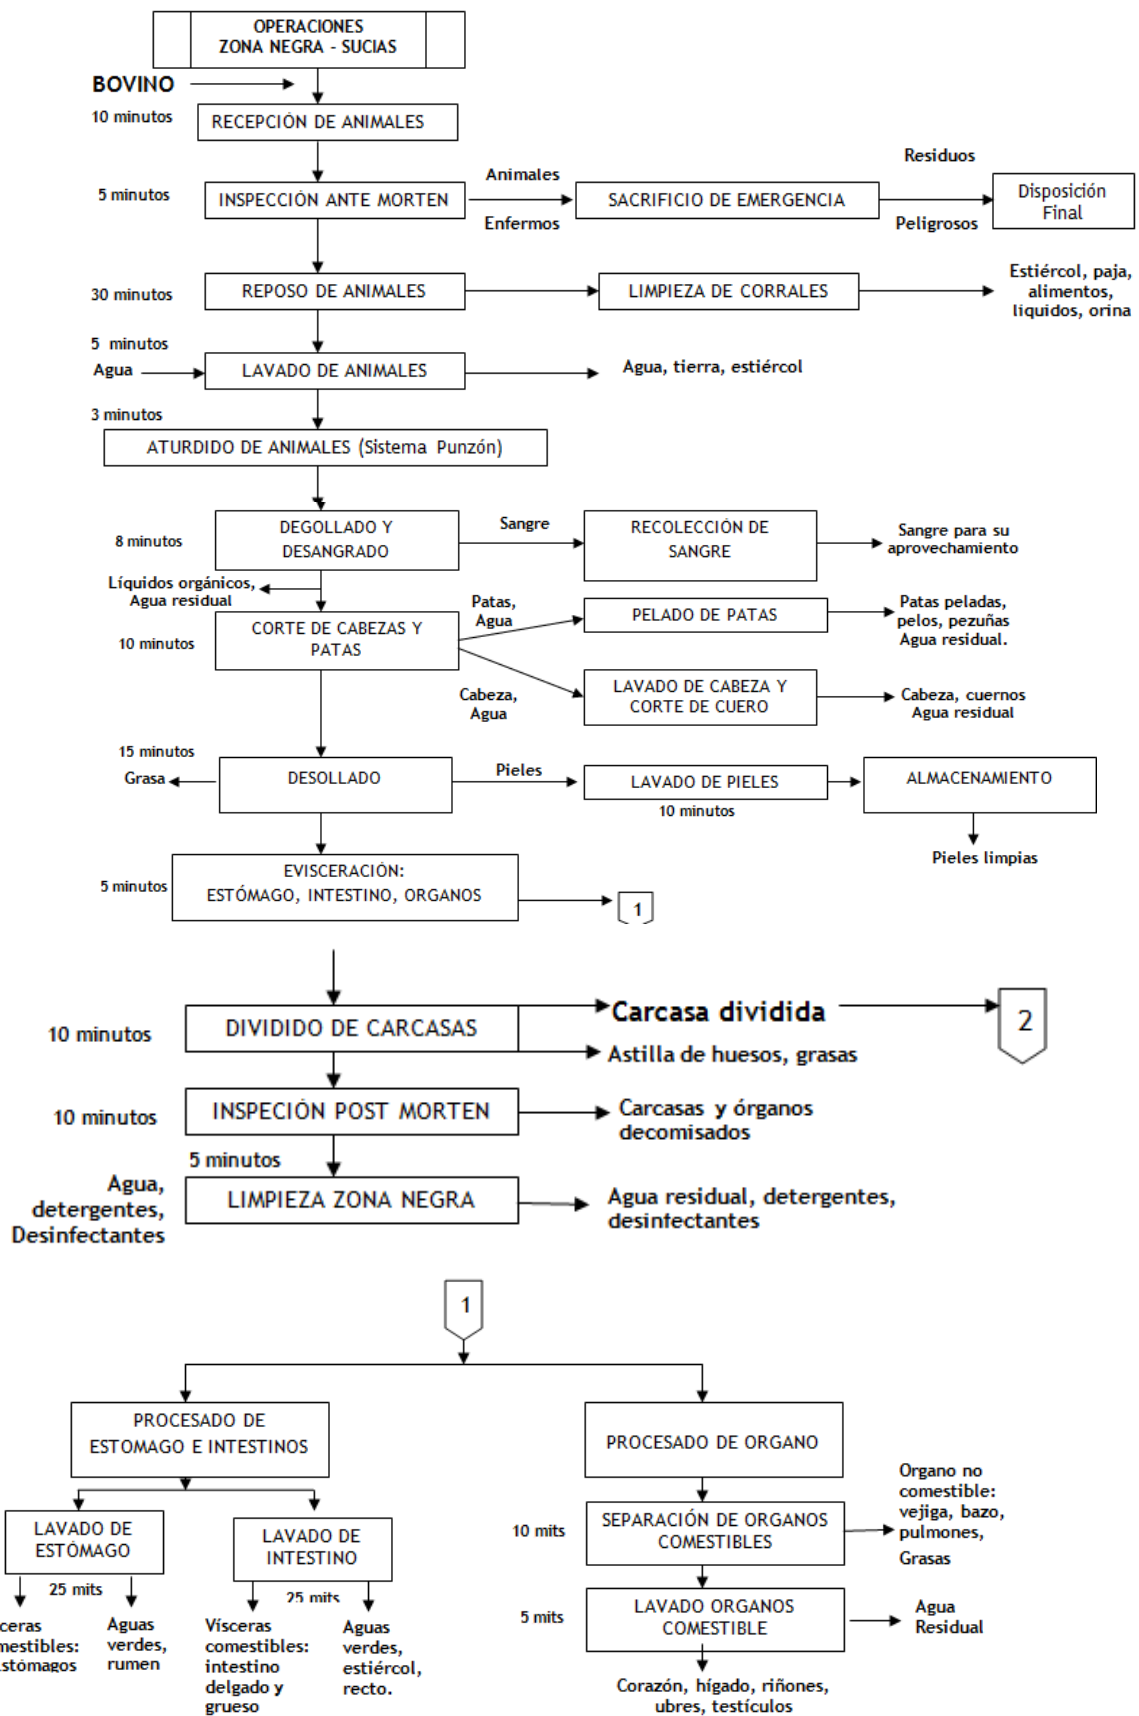 OPERACIONES
ZONA NEGRA - SUCIAS
BOVINO
10 minutos
RECEPCIÓN DE ANIMALES
5 minutos
INSPECCIÓN ANTE MORTEN
Animales
Enfermos
SACRIFICIO DE EMERGENCIA
Residuos
Peligrosos
Disposición
Final
30 minutos
REPOSO DE ANIMALES
LIMPIEZA DE CORRALES
Estiércol, paja,
alimentos,
líquidos, orina
5 minutos
Agua
LAVADO DE ANIMALES
Agua, tierra, estiércol
3 minutos
ATURDIDO DE ANIMALES (Sistema Punzón)
8 minutos
DEGOLLADO Y
DESANGRADO
Sangre
RECOLECCIÓN DE
SANGRE
Sangre para su
aprovechamiento
Líquidos orgánicos,
Agua residual
10 minutos
CORTE DE CABEZAS Y
PATAS
Patas,
Agua
PELADO DE PATAS
Patas peladas,
pelos, pezuñas
Agua residual.
Cabeza,
Agua
LAVADO DE CABEZA Y
CORTE DE CUERO
Cabeza, cuernos
Agua residual
15 minutos
Grasa
DESOLLADO
Pieles
LAVADO DE PIELES
10 minutos
ALMACENAMIENTO
Pieles limpias
5 minutos
EVISCERACIÓN:
ESTÓMAGO, INTESTINO, ORGANOS
1
10 minutos
DIVIDIDO DE CARCASAS
Carcasa dividida
2
Astilla de huesos, grasas
10 minutos
INSPECIÓN POST MORTEN
Carcasas y órganos
decomisados
5 minutos
Agua,
detergentes,
Desinfectantes
LIMPIEZA ZONA NEGRA
Agua residual, detergentes,
desinfectantes
1
PROCESADO DE
ESTOMAGO E INTESTINOS
PROCESADO DE ORGANO
LAVADO DE
ESTÓMAGO
25 mits
LAVADO DE
INTESTINO
25 mits
Aguas
verdes,
rumen
Vísceras
comestibles:
intestino
delgado y
grueso
Aguas
verdes,
estiércol,
recto.
10 mits
SEPARACIÓN DE ORGANOS
COMESTIBLES
Organo no
comestible:
vejiga, bazo,
pulmones,
Grasas
5 mits
LAVADO ORGANOS
COMESTIBLE
Agua
Residual
Corazón, hígado, riñones,
ubres, testículos